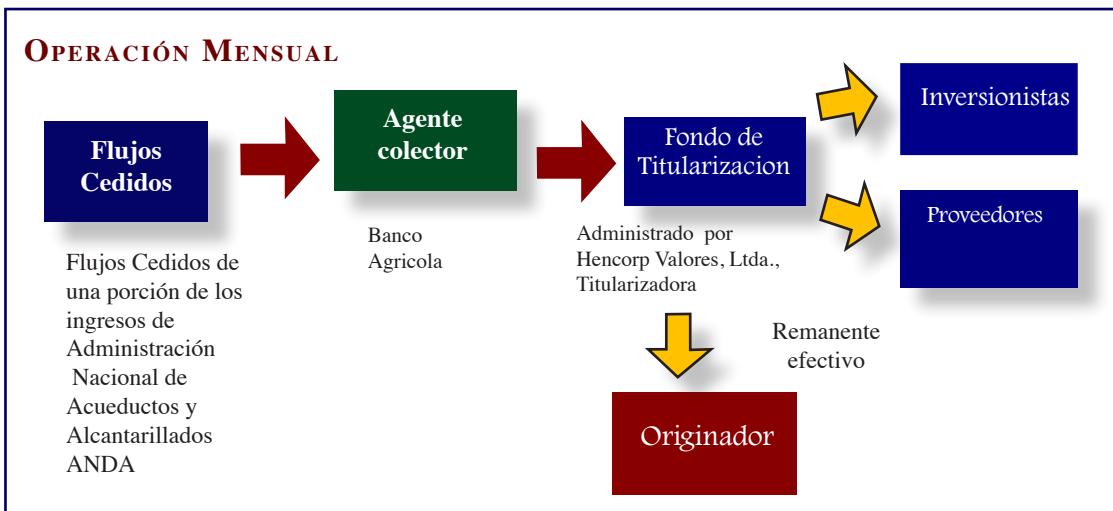 OPERACIÓN MENSUAL
Flujos
Cedidos
Flujos Cedidos de
una porción de los
ingresos de
Administración
Nacional de
Acueductos y
Alcantarillados
ANDA
Agente
colector
Banco
Agricola
Fondo de
Titularizacion
Administrado por
Hencorp Valores, Ltda.,
Titularizadora
Inversionistas
Proveedores
Remanente
efectivo
Originador